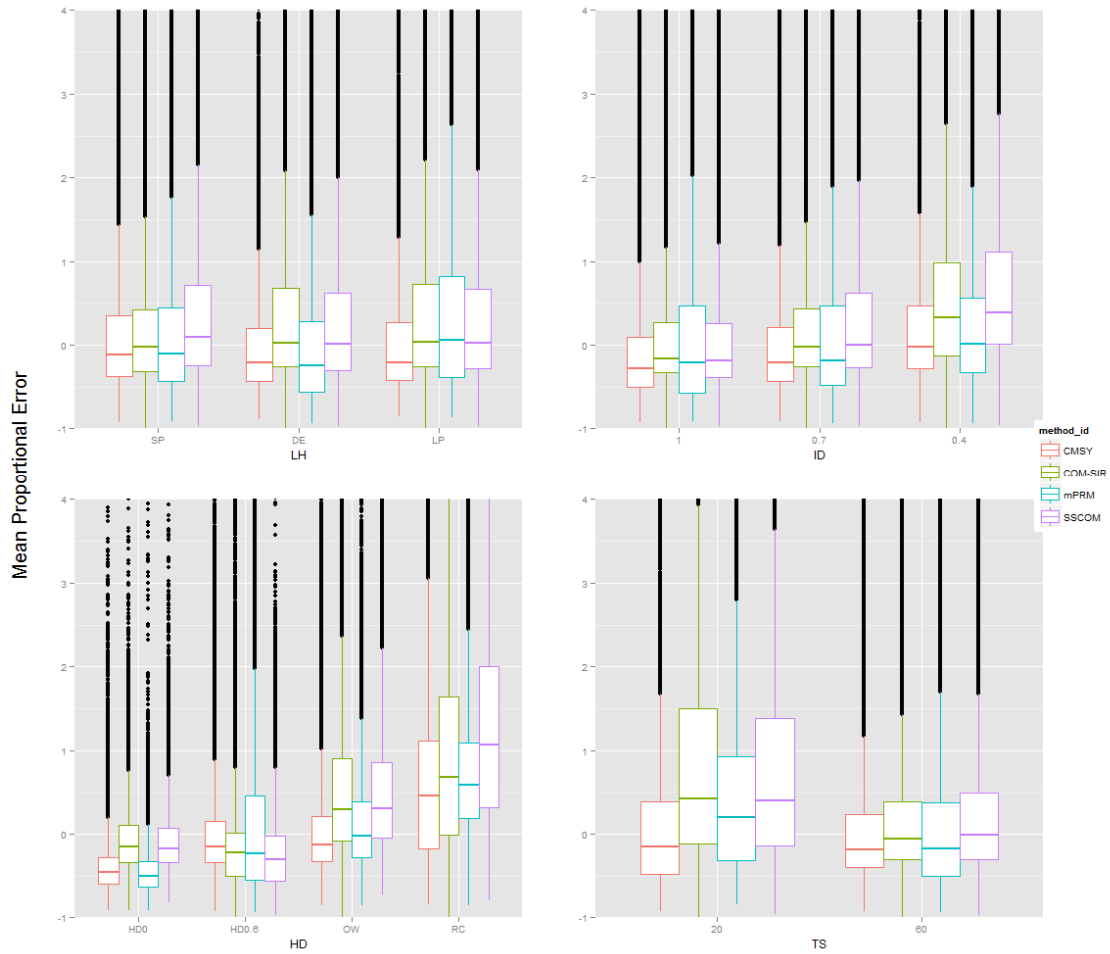 4
3
2
1
0
-1
SP DE LP
LH
4
3
2
1
0
-1
1 0.7 0.4
ID
Mean Proportional Error
method_id
CMSY
COM-SIR
mPRM
SSCOM
4
3
2
1
0
-1
HD0 HD0.6 OW RC
HD
4
3
2
1
0
-1
20 60
TS